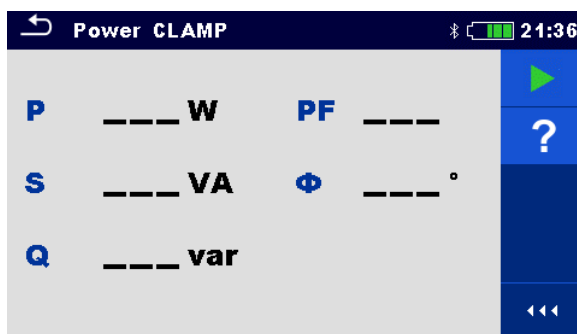 Power CLAMP 21:36
P ___ W PF ___
?
S ___ VA Φ ___ °
Q ___ var